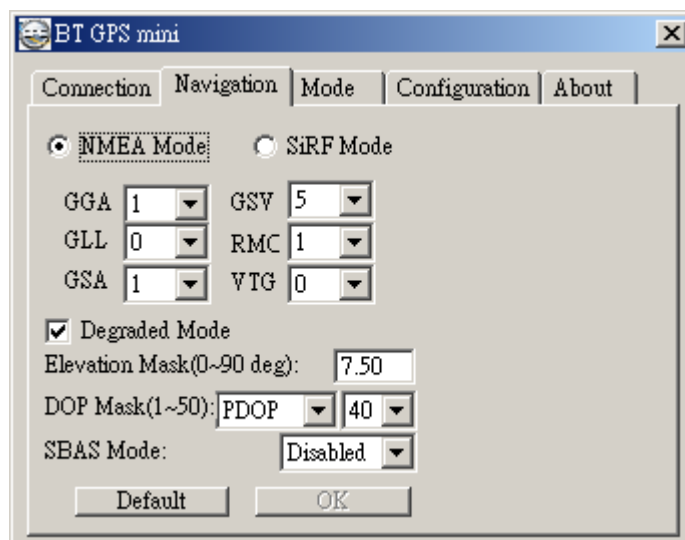 BT GPS mini
Connection Navigation Mode Configuration About
NMEA Mode SiRF Mode
GGA 1 GSV 5
GLL 0 RMC 1
GSA 1 VTG 0
Degraded Mode
Elevation Mask(0~90 deg): 7.50
DOP Mask(1~50): PDOP 40
SBAS Mode: Disabled
Default OK